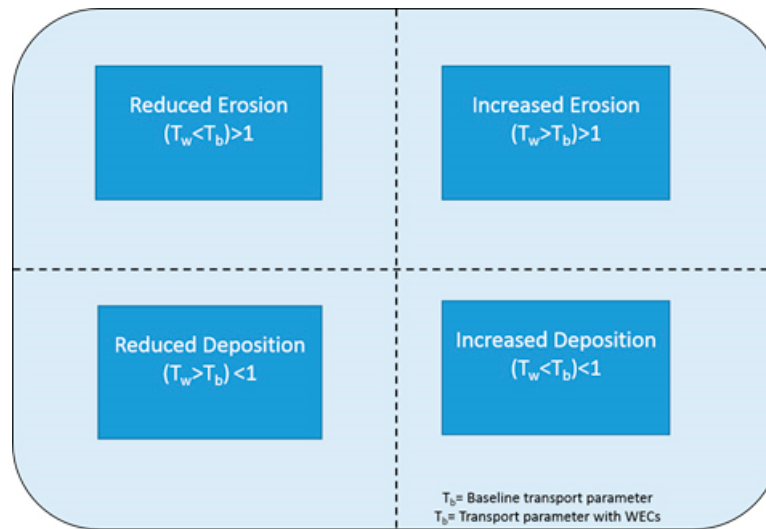 Reduced Erosion
(Tw<Tb)>1
Increased Erosion
(Tw>Tb)>1
Reduced Deposition
(Tw>Tb) <1
Increased Deposition
(Tw<Tb)<1
Tb= Baseline transport parameter
Tb= Transport parameter with WECs